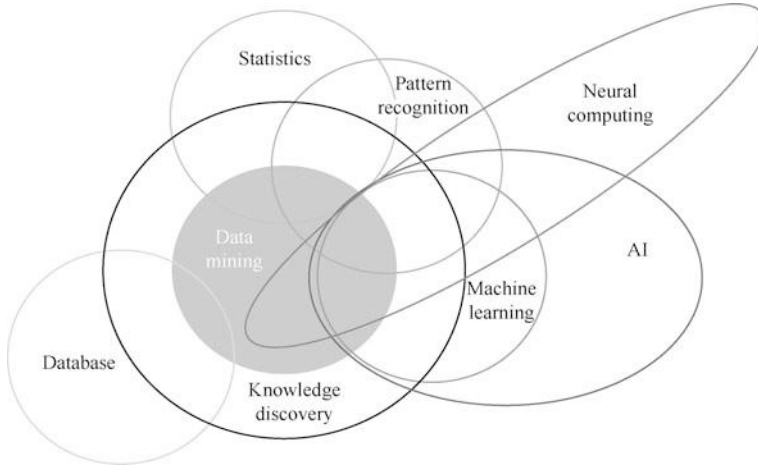 Statistics
Pattern
recognition
Neural
computing
Data
mining
AI
Machine
learning
Database
Knowledge
discovery